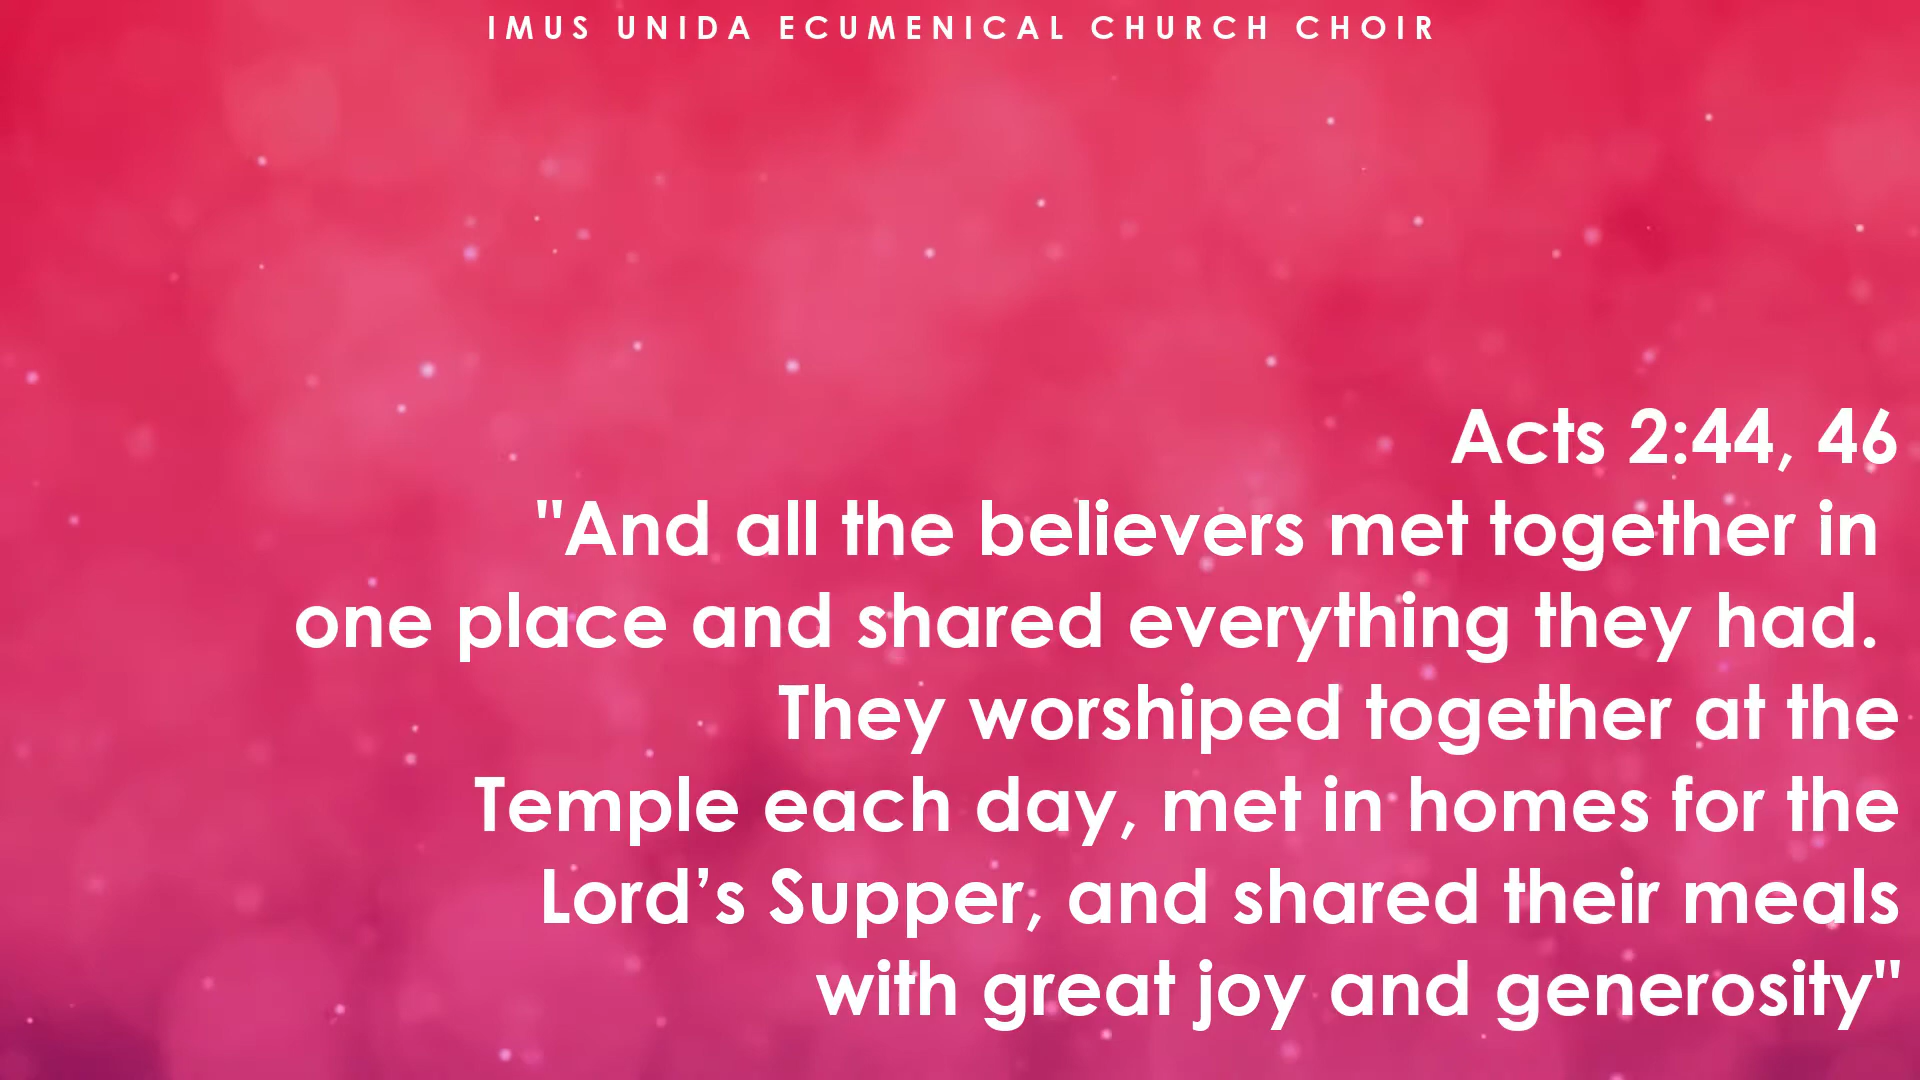 IMUS UNIDA ECUMENICAL CHURCH CHOIR
Acts 2:44, 46
"And all the believers met together in
one place and shared everything they had.
They worshiped together at the
Temple each day, met in homes for the
Lord’s Supper, and shared their meals
with great joy and generosity"